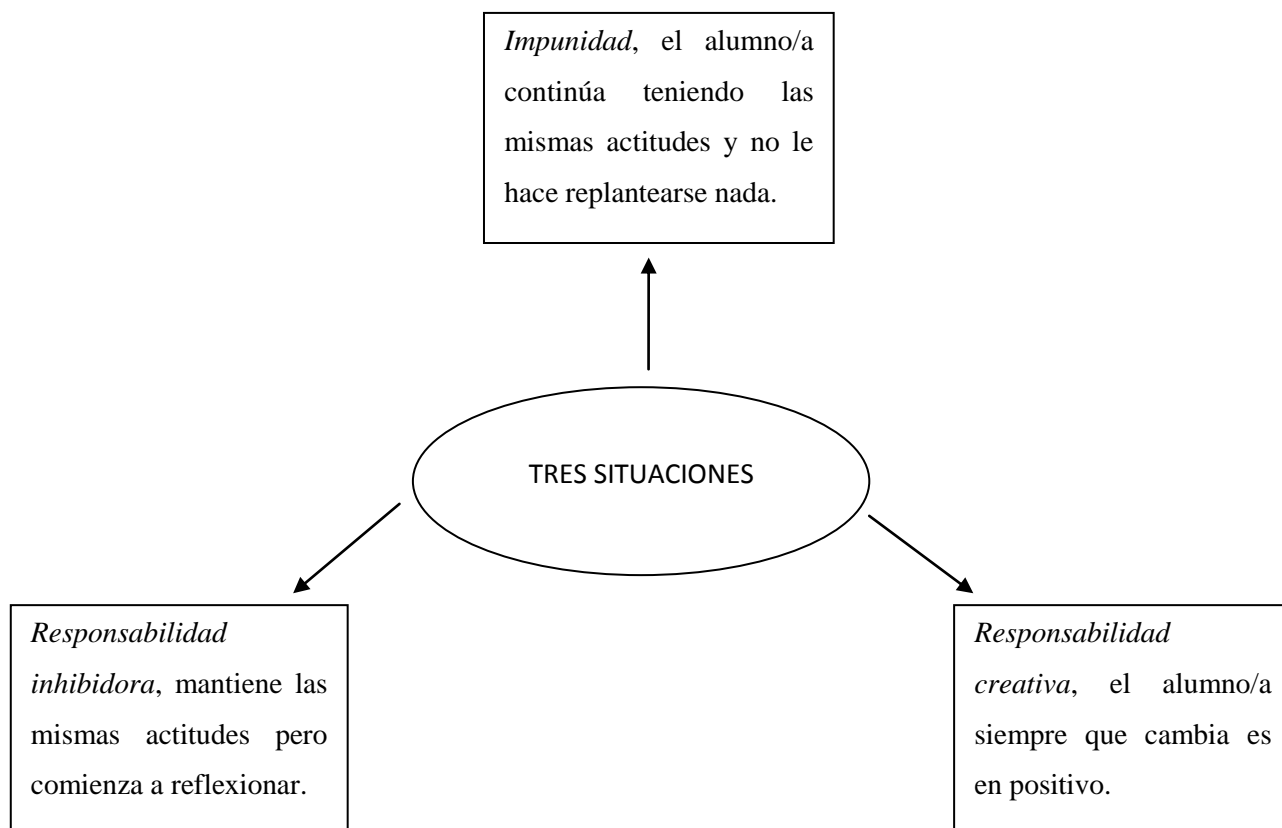 Impunidad, el alumno/a
continúa teniendo las
mismas actitudes y no le
hace replantearse nada.
TRES SITUACIONES
Responsabilidad
inhibidora, mantiene las
mismas actitudes pero
comienza a reflexionar.
Responsabilidad
creativa, el alumno/a
siempre que cambia es
en positivo.